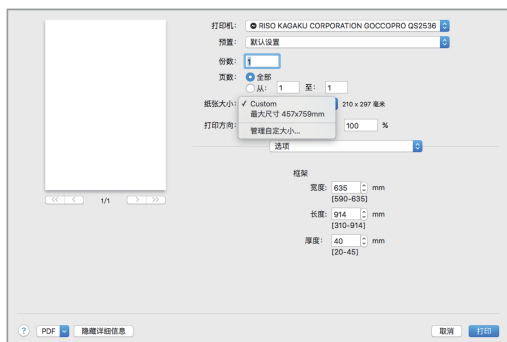 打印机: RISO KAGAKU CORPORATION GOCCOPRO QS2536
预置: 默认设置
份数: 1
页数: 全部
从: 1 至: 1
纸张大小: ✓ Custom 210 x 297 毫米
最大尺寸 457x759mm
管理自定大小...
打印方向: 100 %
选项
<< < 1/1 > >>
框架
宽度: 635 mm
[590-635]
长度: 914 mm
[310-914]
厚度: 40 mm
[20-45]
? PDF 隐藏详细信息 取消 打印